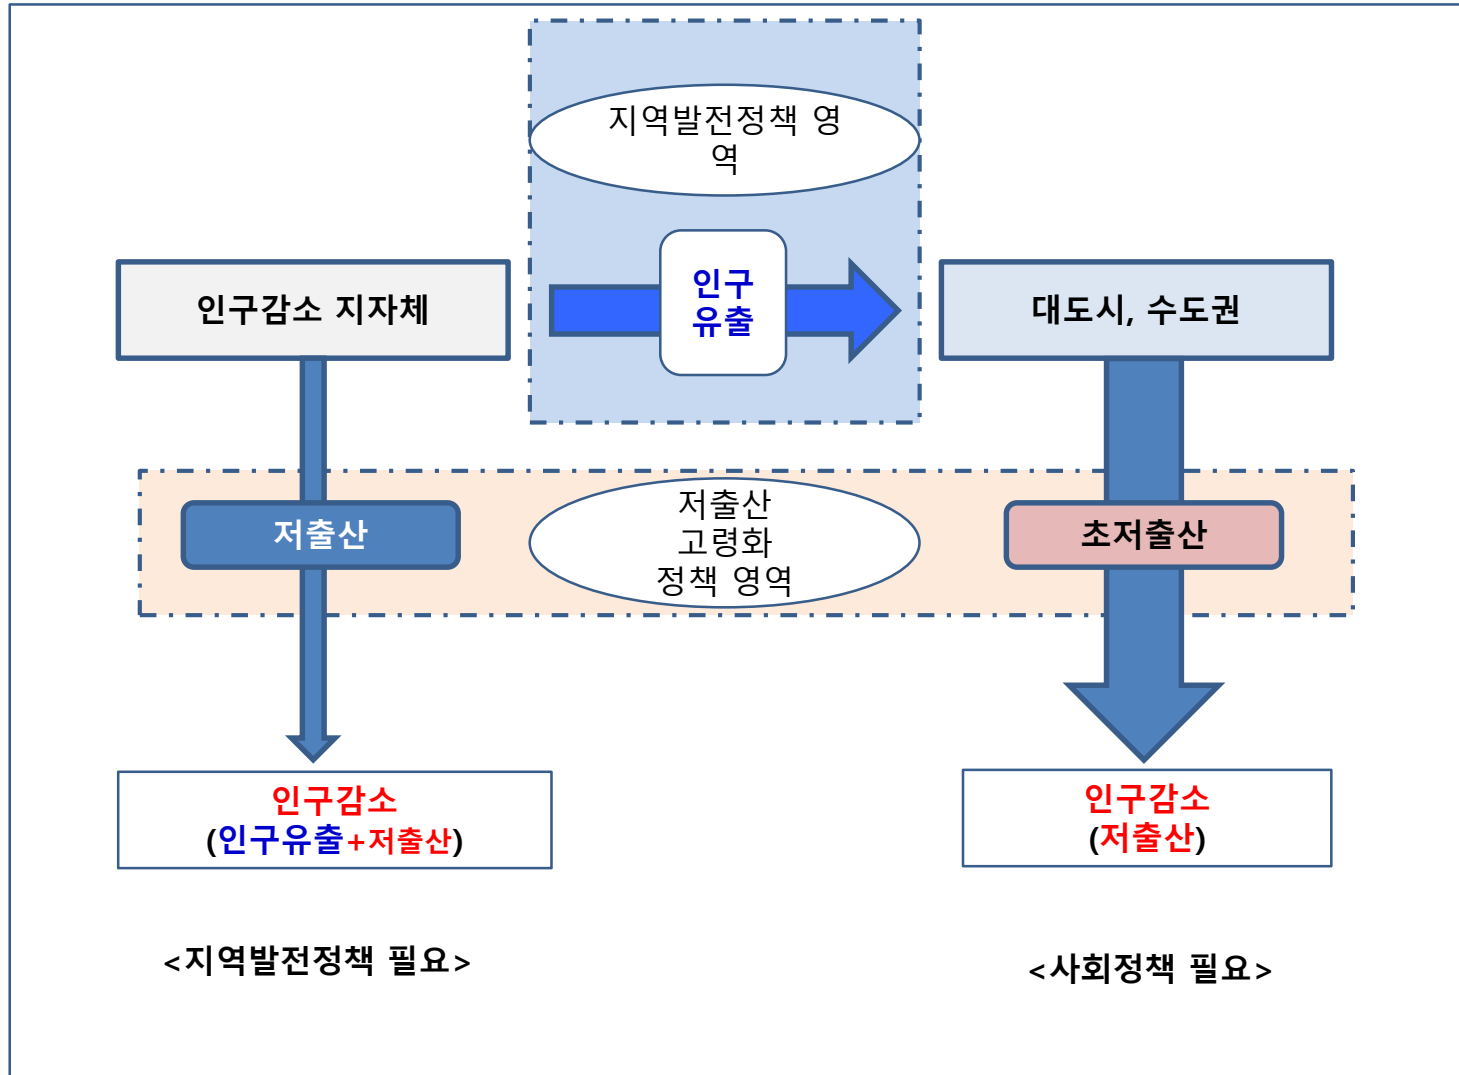 지역발전정책 영
역
인구감소 지자체
인구
유출
대도시, 수도권
저출산
저출산
고령화
정책 영역
초저출산
인구감소
(인구유출+저출산)
인구감소
(저출산)
<지역발전정책 필요>
<사회정책 필요>